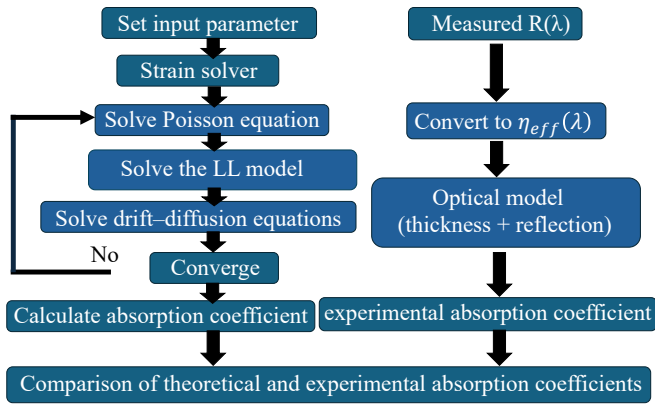 Set input parameter
Strain solver
Solve Poisson equation
Solve the LL model
Solve drift–diffusion equations
No
Converge
Calculate absorption coefficient
Measured R(λ)
Convert to η_eff(λ)
Optical model
(thickness + reflection)
experimental absorption coefficient
Comparison of theoretical and experimental absorption coefficients